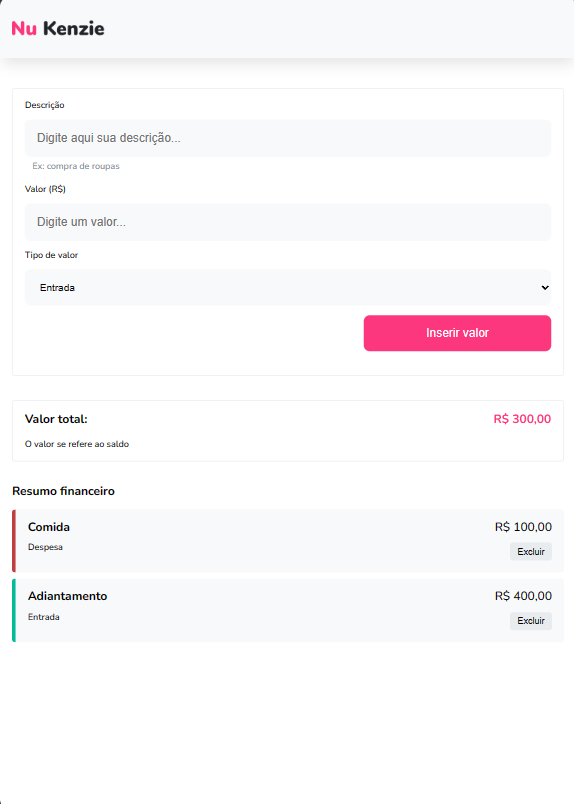 Nu Kenzie
Descrição
Digite aqui sua descrição...
Ex: compra de roupas
Valor (R$)
Digite um valor...
Tipo de valor
Entrada
Inserir valor
Valor total: R$ 300,00
O valor se refere ao saldo
Resumo financeiro
Comida R$ 100,00
Despesa Excluir
Adiantamento R$ 400,00
Entrada Excluir